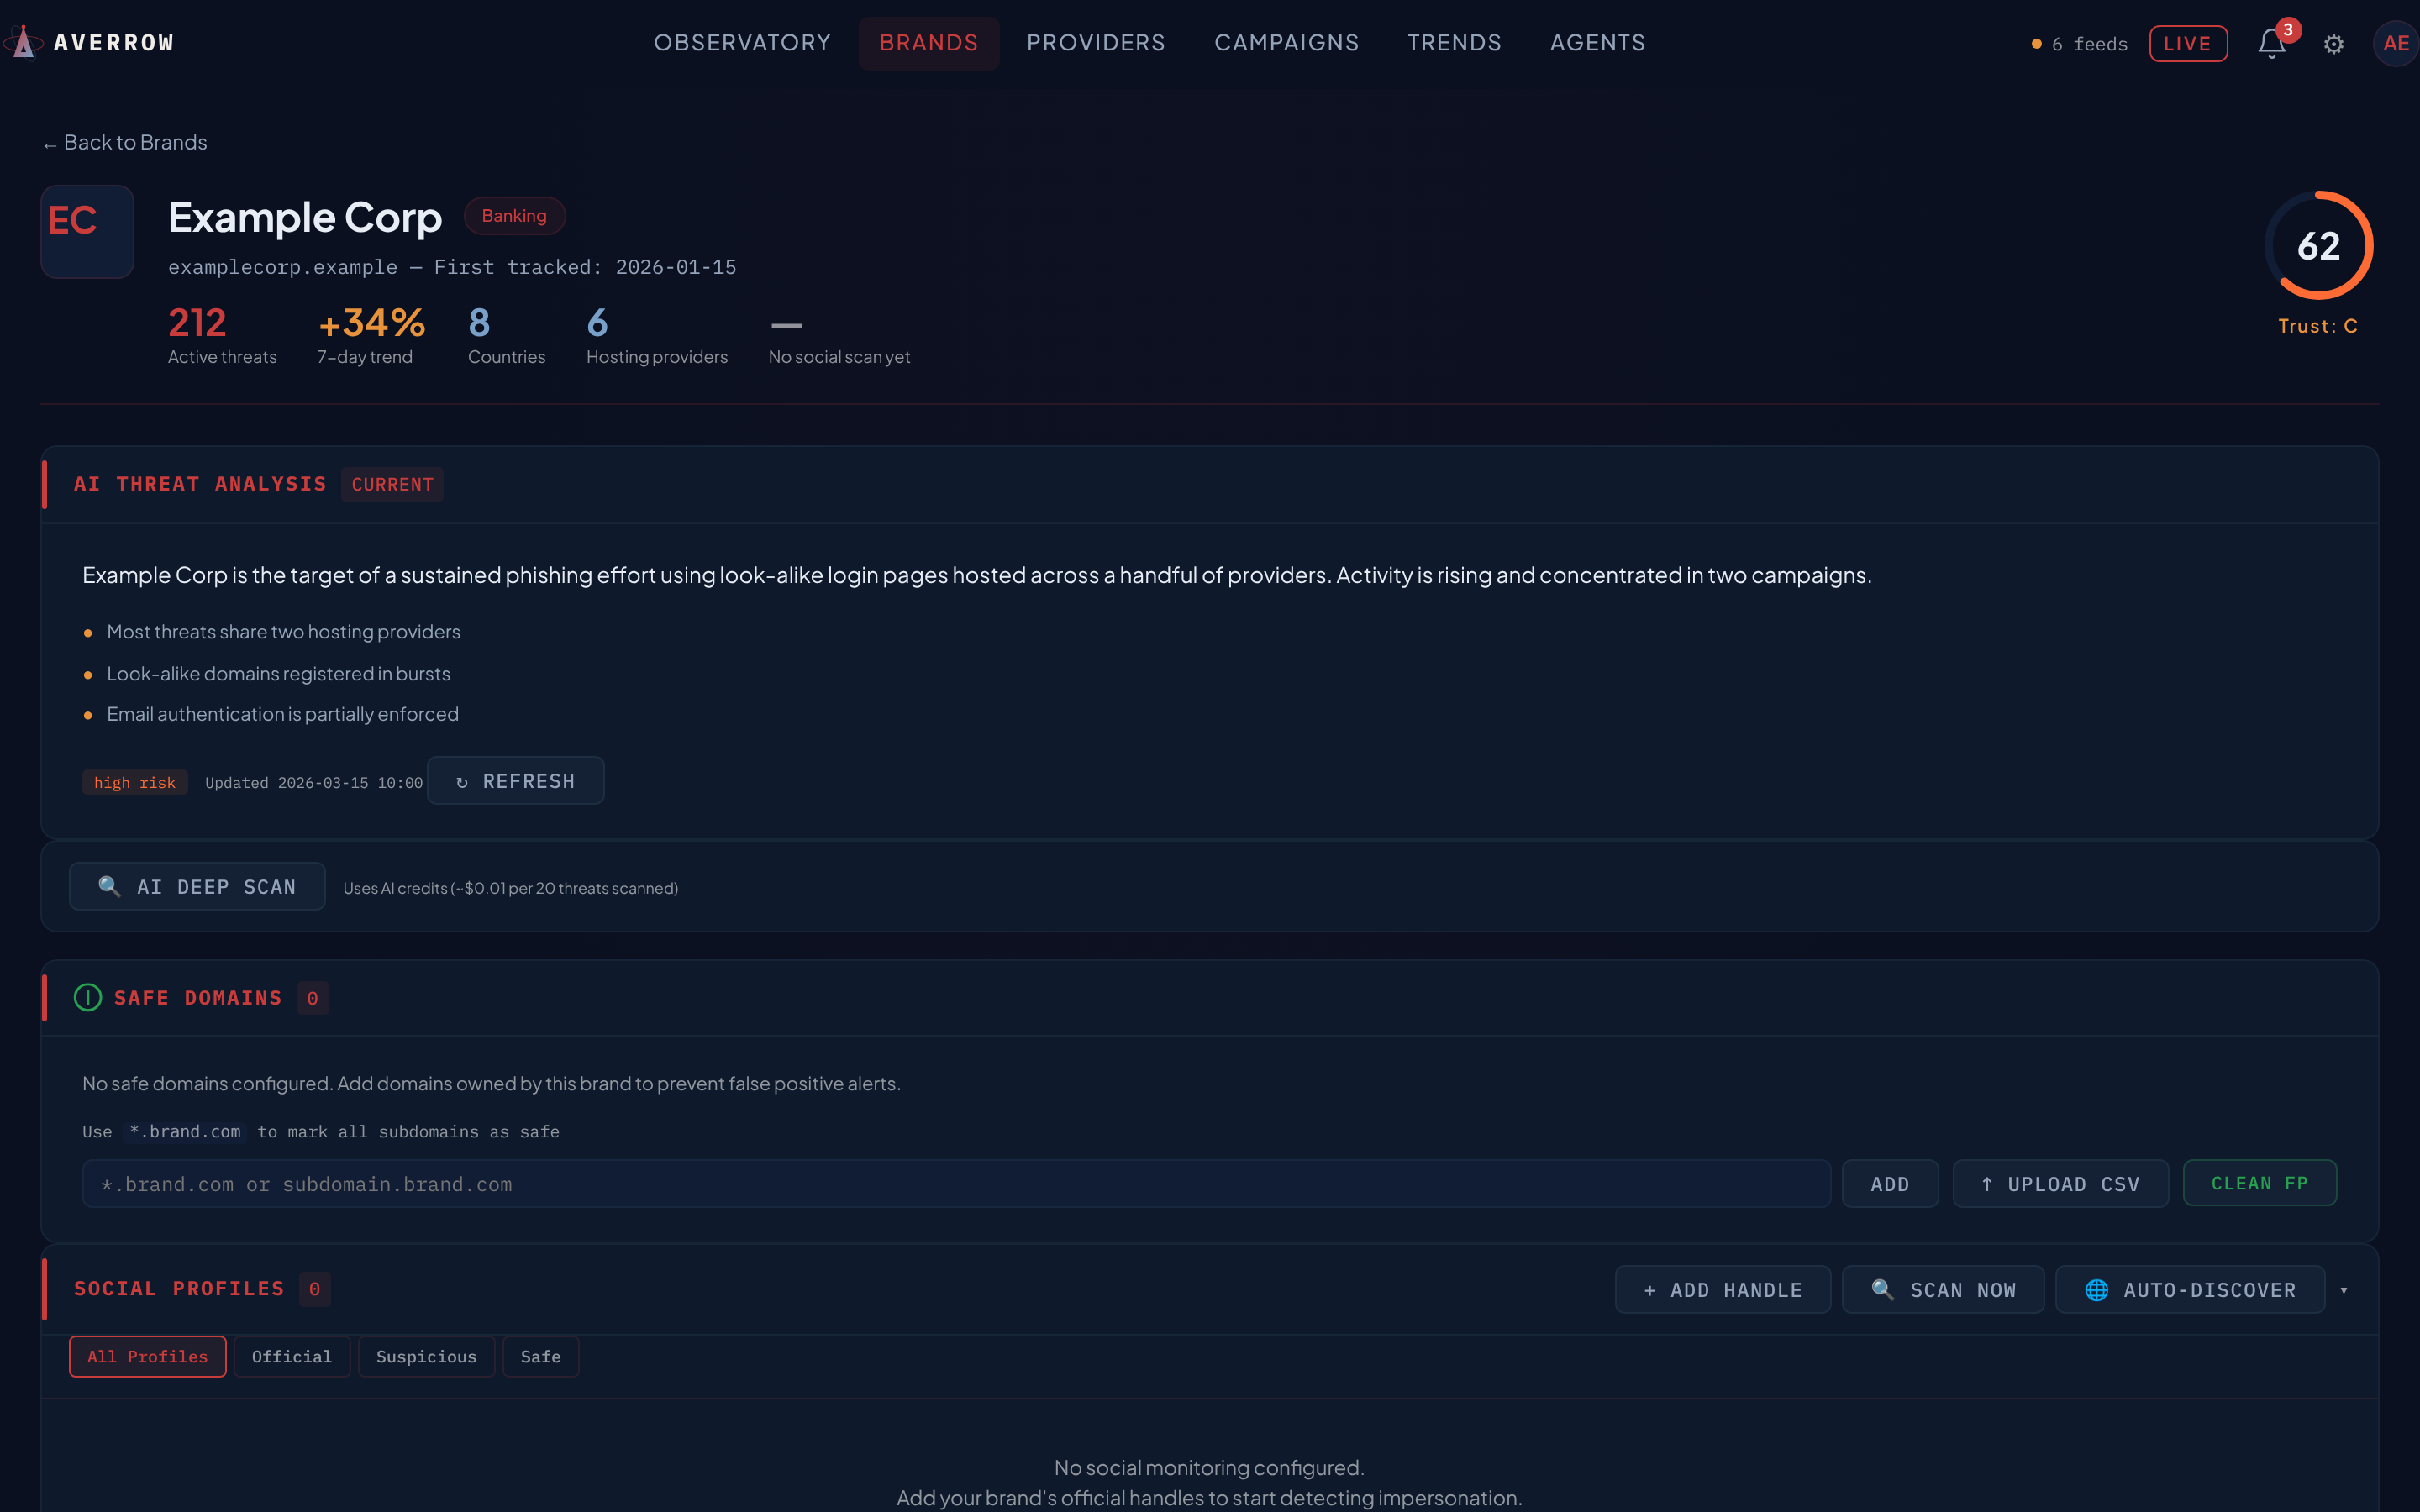 AVERROW
OBSERVATORY BRANDS PROVIDERS CAMPAIGNS TRENDS AGENTS
6 feeds LIVE 3 AE
← Back to Brands
EC
Example Corp Banking
examplecorp.example — First tracked: 2026-01-15
212 +34% 8 6 —
Active threats 7-day trend Countries Hosting providers No social scan yet
62
Trust: C
AI THREAT ANALYSIS CURRENT
Example Corp is the target of a sustained phishing effort using look-alike login pages hosted across a handful of providers. Activity is rising and concentrated in two campaigns.
Most threats share two hosting providers
Look-alike domains registered in bursts
Email authentication is partially enforced
high risk Updated 2026-03-15 10:00 ↻ REFRESH
🔍 AI DEEP SCAN Uses AI credits (~$0.01 per 20 threats scanned)
SAFE DOMAINS 0
No safe domains configured. Add domains owned by this brand to prevent false positive alerts.
Use *.brand.com to mark all subdomains as safe
*.brand.com or subdomain.brand.com ADD ↑ UPLOAD CSV CLEAN FP
SOCIAL PROFILES 0 + ADD HANDLE 🔍 SCAN NOW 🌐 AUTO-DISCOVER ▾
All Profiles Official Suspicious Safe
No social monitoring configured.
Add your brand's official handles to start detecting impersonation.